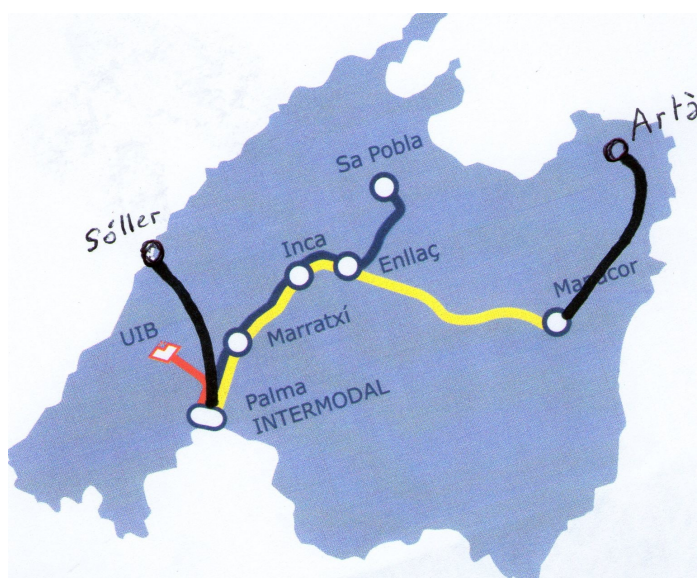 Artà
Sa Pobla
Sóller
Inca
Enllaç
Manacor
UIB
Marratxí
Palma
INTERMODAL